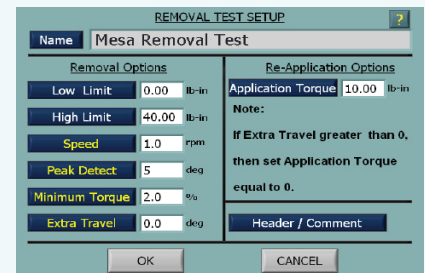 REMOVAL TEST SETUP
?
Name Mesa Removal Test
Removal Options
Low Limit 0.00 lb-in
High Limit 40.00 lb-in
Speed 1.0 rpm
Peak Detect 5 deg
Minimum Torque 2.0 %
Extra Travel 0.0 deg
Re-Application Options
Application Torque 10.00 lb-in
Note:
If Extra Travel greater than 0,
then set Application Torque
equal to 0.
Header / Comment
OK CANCEL